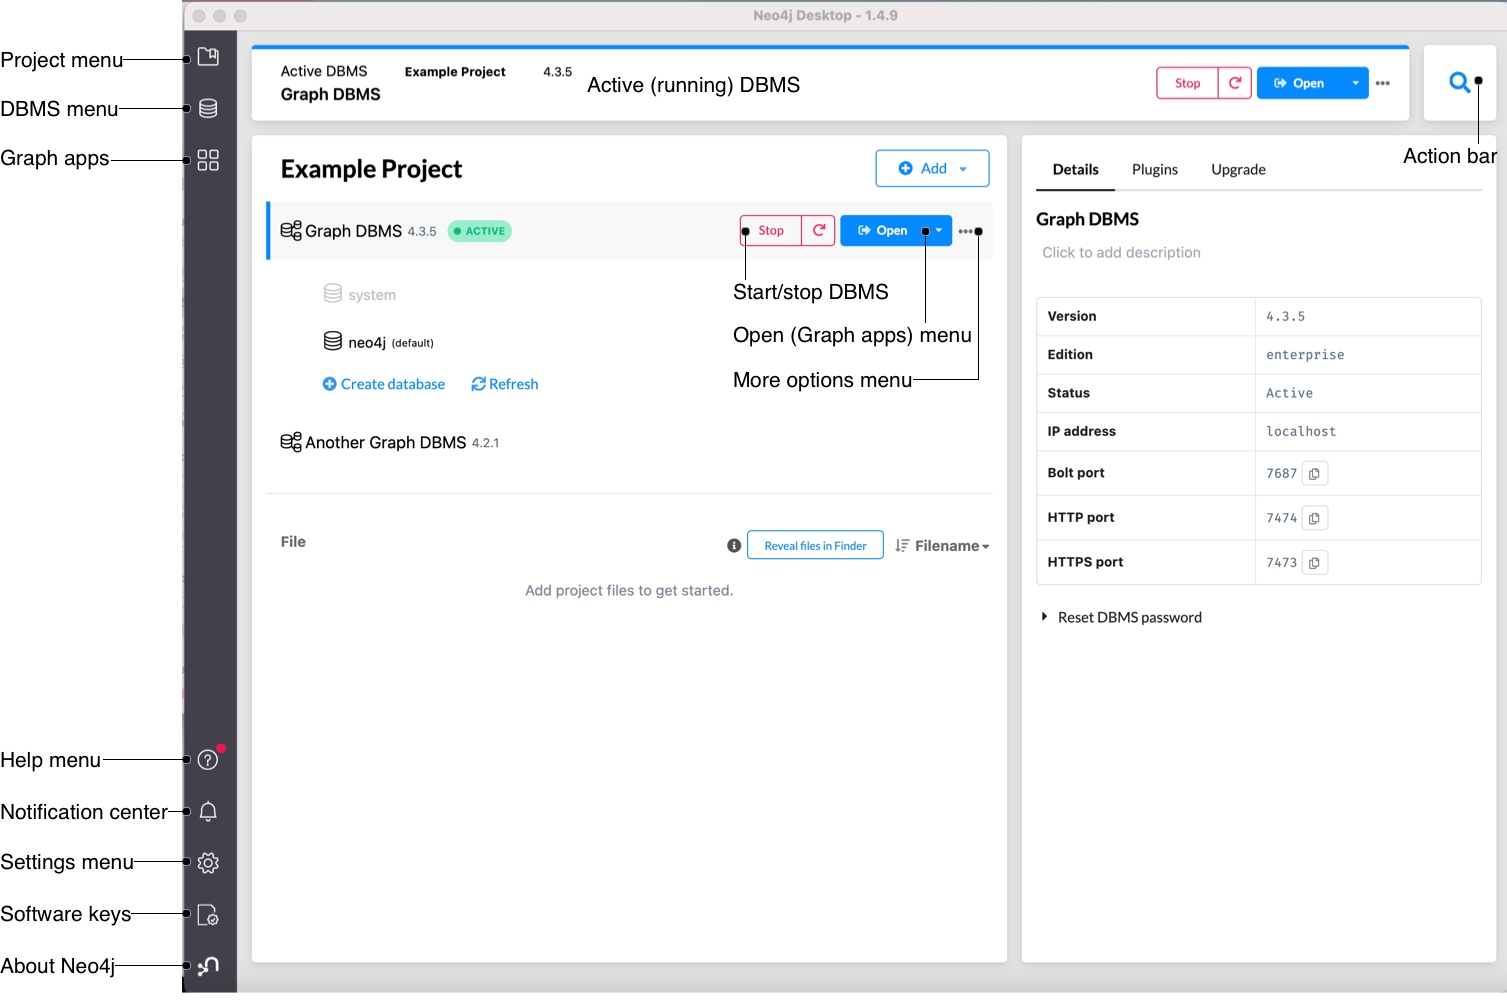 Neo4j Desktop - 1.4.9
Project menu
DBMS menu
Graph apps
Active DBMS
Graph DBMS
Example Project
4.3.5
Active (running) DBMS
Stop
Open
Action bar
Example Project
Add
Graph DBMS 4.3.5 ACTIVE
Stop
Open
system
Start/stop DBMS
Open (Graph apps) menu
neo4j (default)
More options menu
Create database
Refresh
Another Graph DBMS 4.2.1
File
Reveal files in Finder
Filename
Add project files to get started.
Details
Plugins
Upgrade
Graph DBMS
Click to add description
Version 4.3.5
Edition enterprise
Status Active
IP address localhost
Bolt port 7687
HTTP port 7474
HTTPS port 7473
Reset DBMS password
Help menu
Notification center
Settings menu
Software keys
About Neo4j